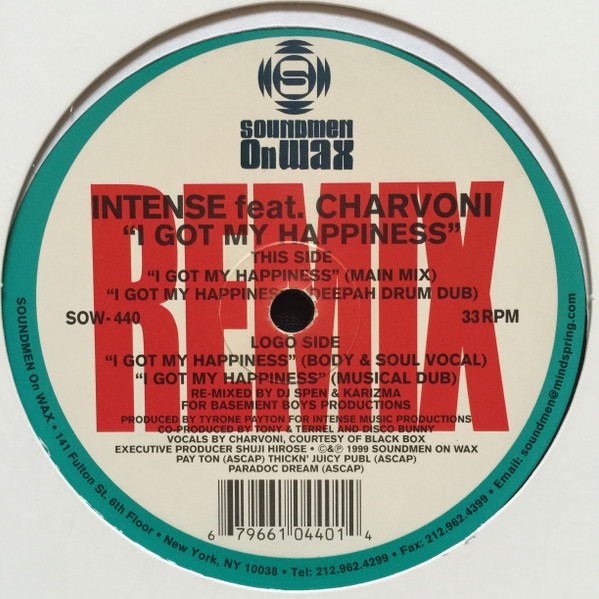 S
SOUNDMEN
On WAX
REMIX
INTENSE feat. CHARVONI
"I GOT MY HAPPINESS"
THIS SIDE
"I GOT MY HAPPINESS" (MAIN MIX)
"I GOT MY HAPPINESS" (DEEPAH DRUM DUB)
SOW-440
33 RPM
LOGO SIDE
"I GOT MY HAPPINESS" (BODY & SOUL VOCAL)
"I GOT MY HAPPINESS" (MUSICAL DUB)
RE-MIXED BY DJ SPEN & KARIZMA
FOR BASEMENT BOYS PRODUCTIONS
PRODUCED BY TYRONE PAYTON FOR INTENSE MUSIC PRODUCTIONS
CO-PRODUCED BY TONY & TERREL AND DISCO BUNNY
VOCALS BY CHARVONI, COURTESY OF BLACK BOX
EXECUTIVE PRODUCER SHUJI HIROSE • ©&℗ 1999 SOUNDMEN ON WAX
PAY TON (ASCAP) THICKN' JUICY PUBL (ASCAP)
PARADOC DREAM (ASCAP)
6 79661 04401 4
SOUNDMEN On WAX • 141 Fulton St. 6th Floor • New York, NY 10038 • Tel: 212.962.4299 • Fax: 212.962.4399 • Email: soundmen@mindspring.com